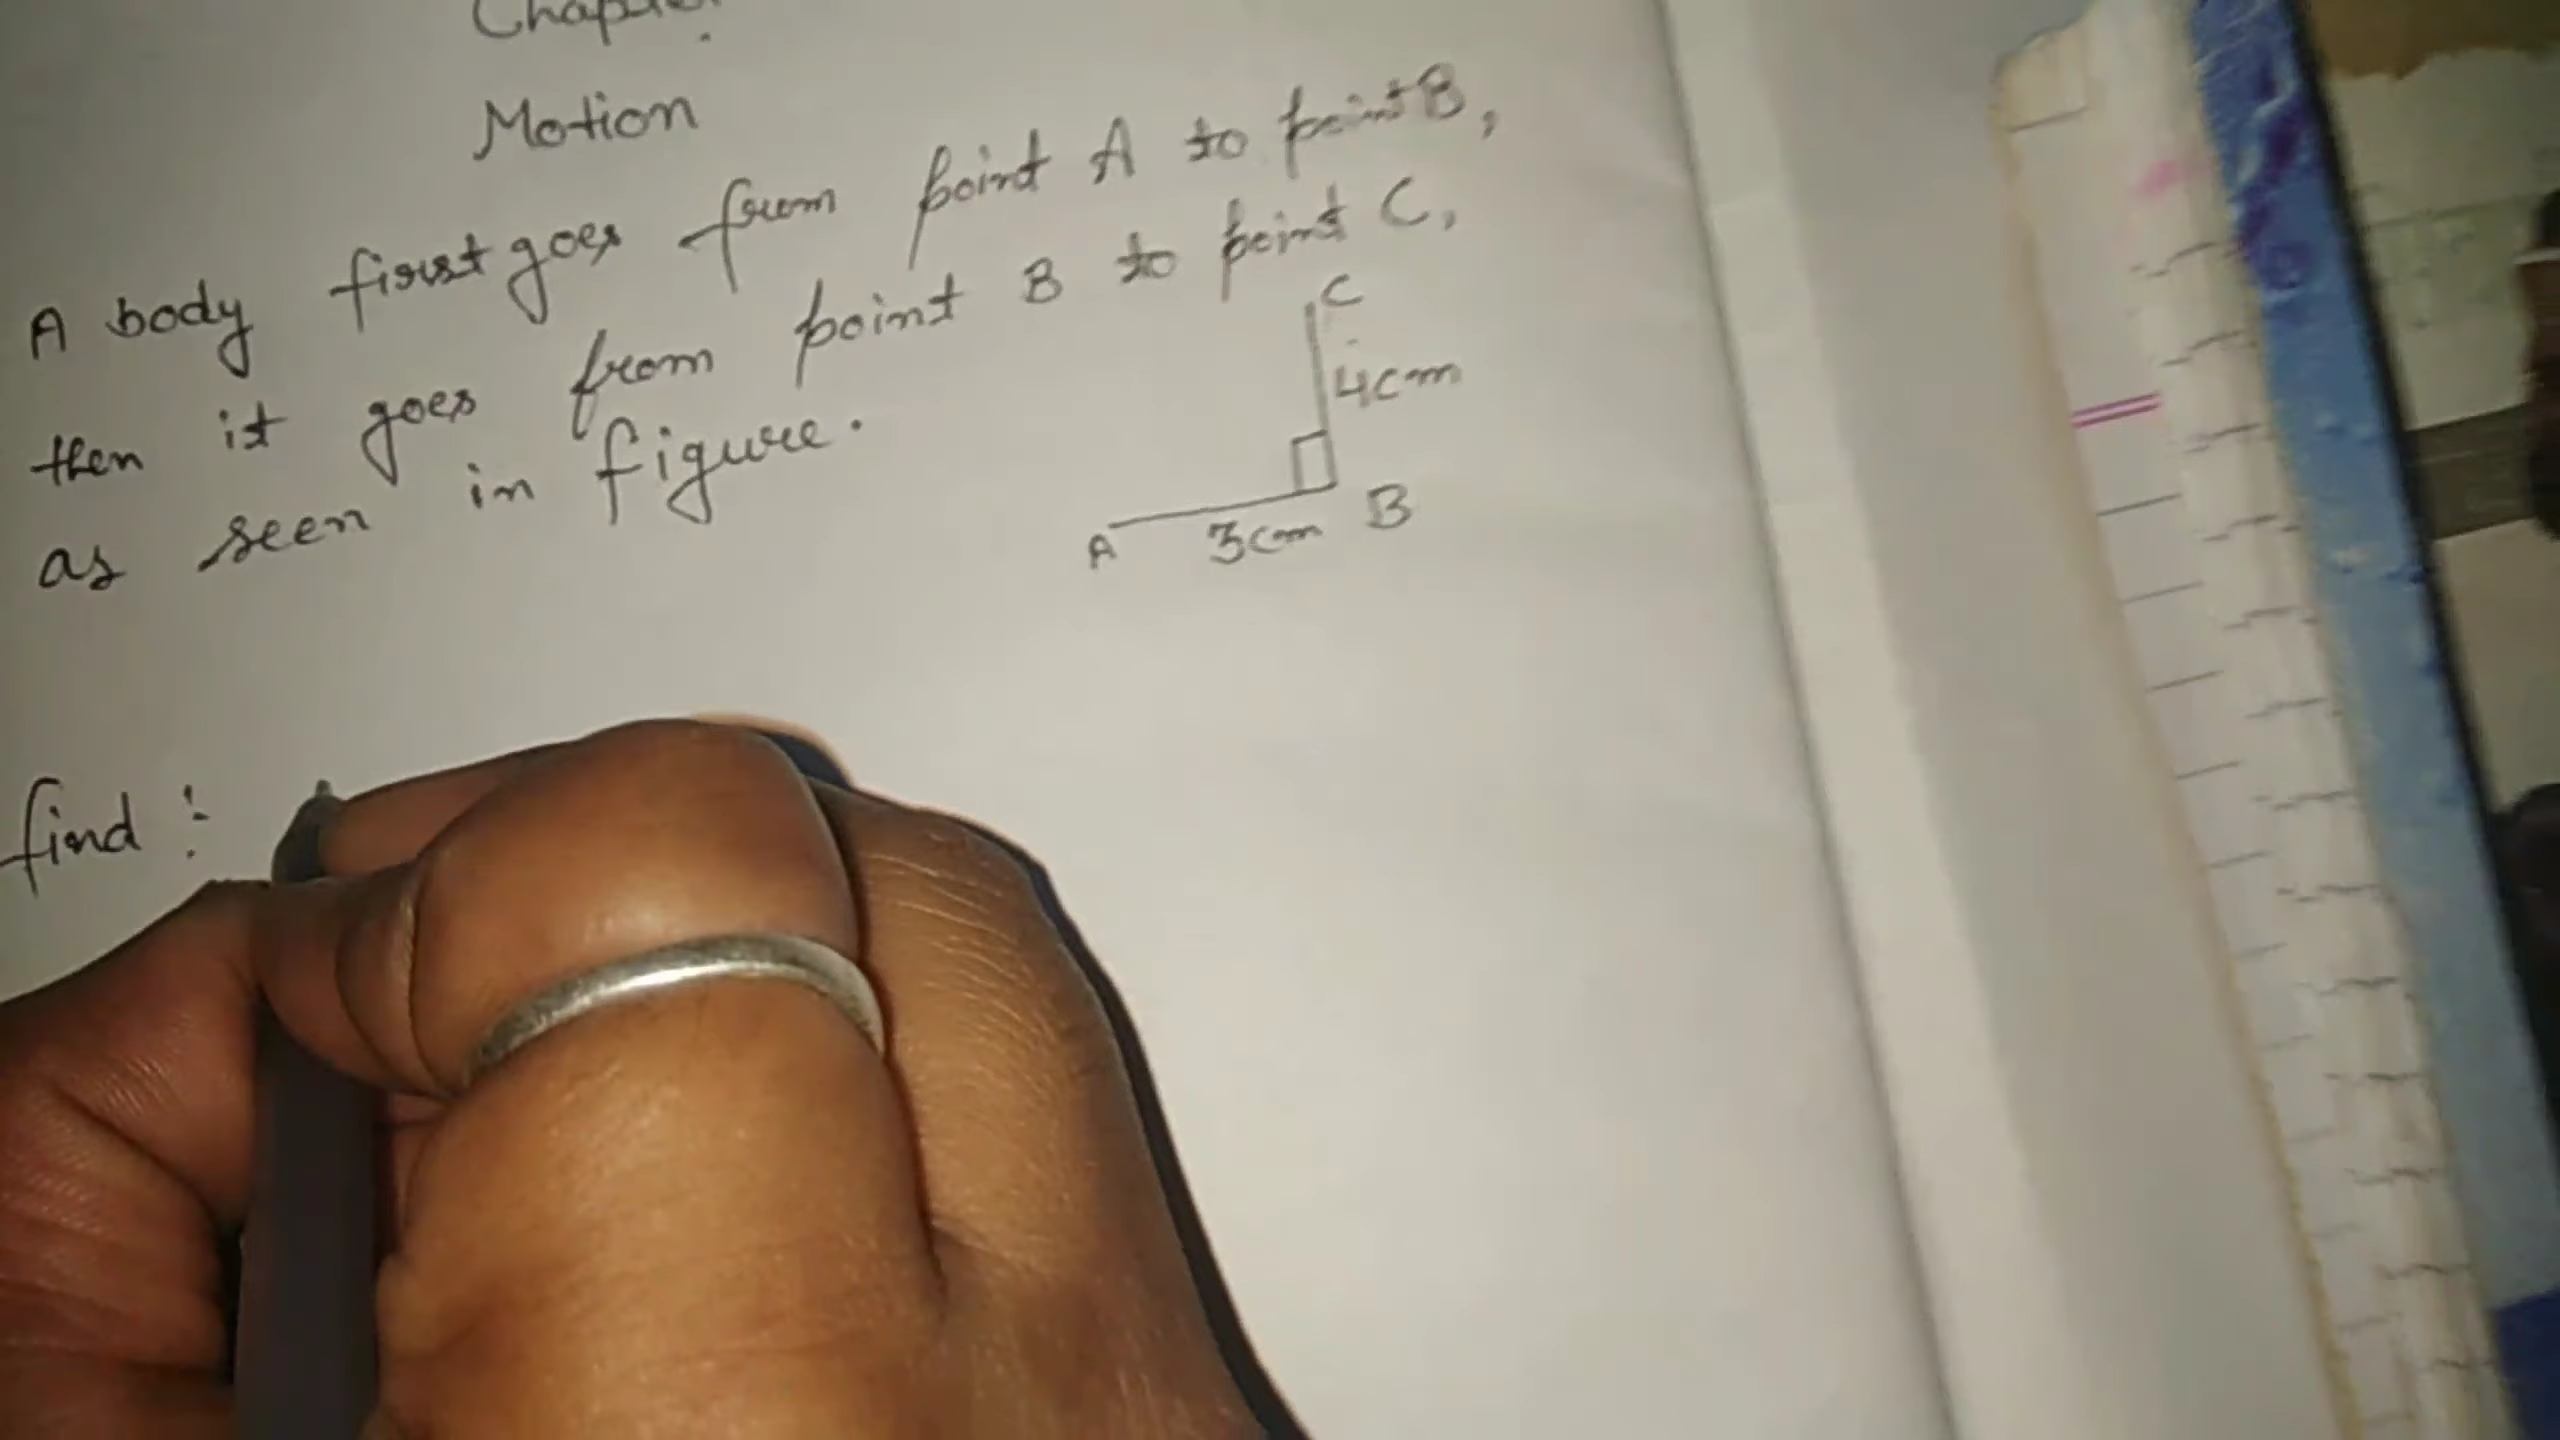 Motion
A body first goes from point A to point B,
then it goes from point B to point C,
as seen in figure.
C
4cm
A 3cm B
find :